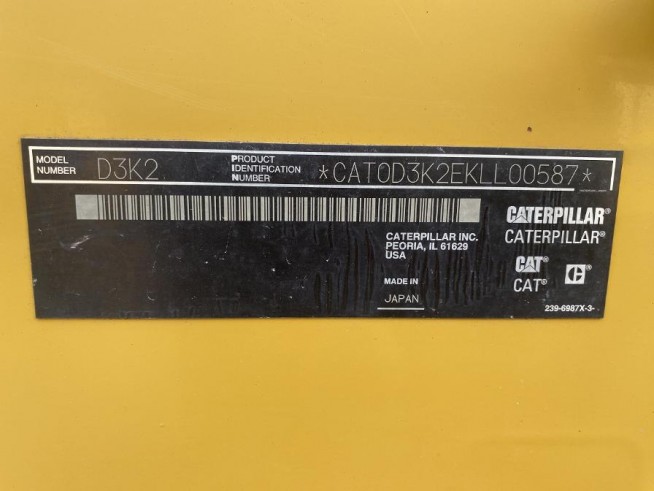 MODEL NUMBER D3K2
PRODUCT IDENTIFICATION NUMBER *CAT0D3K2EKLL00587*
CATERPILLAR®
CATERPILLAR®
CATERPILLAR INC.
PEORIA, IL 61629
USA
CAT®
CAT®
C®
MADE IN
JAPAN
239-6987X-3-